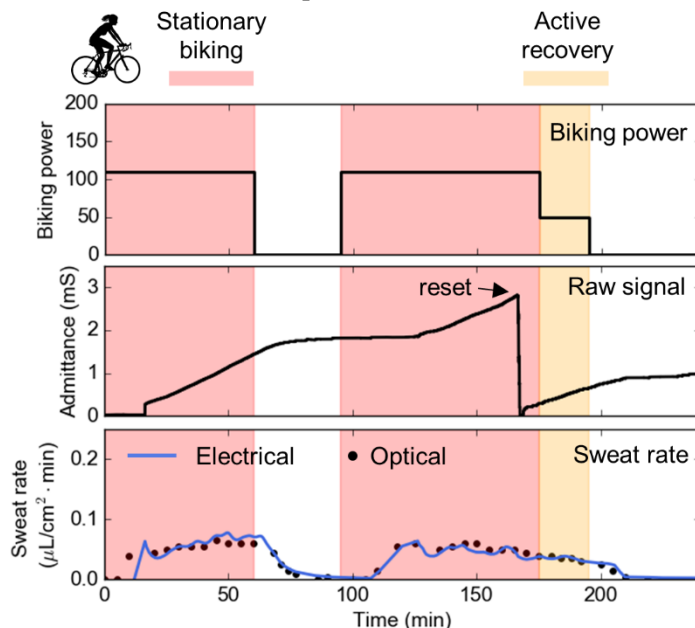 Stationary
biking
Active
recovery
Biking power
200
150
100
50
0
Biking power
Admittance (mS)
3
2
1
0
reset
Raw signal
Sweat rate
(μL/cm² · min)
0.2
0.1
0.0
Electrical
Optical
Sweat rate
0 50 100 150 200
Time (min)